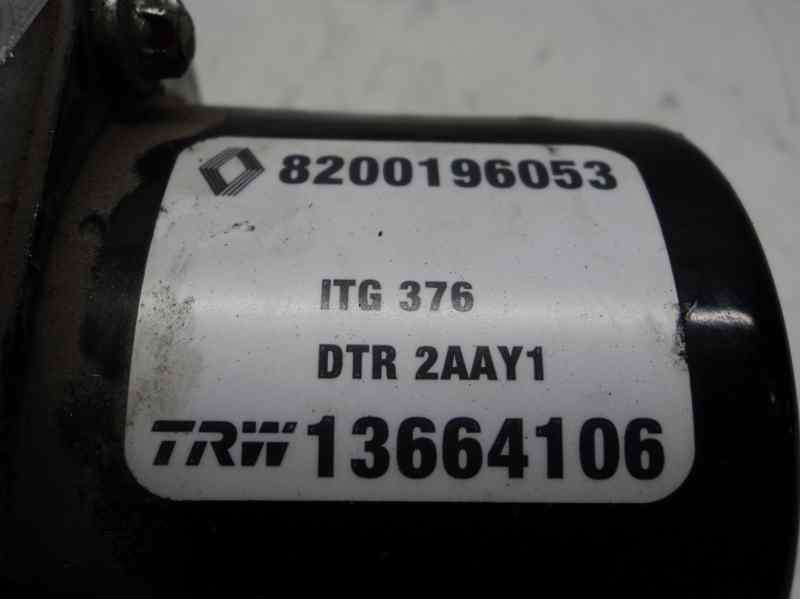 8200196053
ITG 376
DTR 2AAY1
TRW 13664106